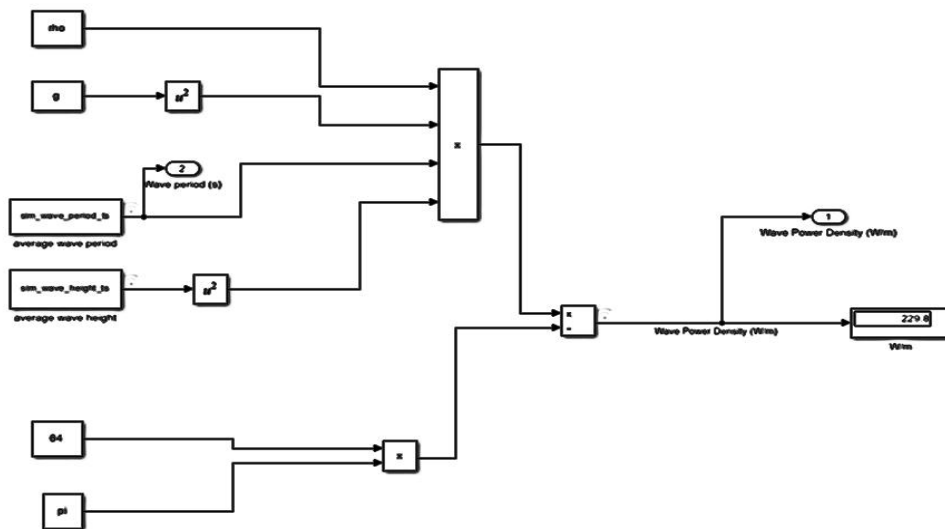 rho
g
u²
2
Wave period (s)
sim_wave_period_ts
average wave period
sim_wave_height_ts
u²
average wave height
x
1
Wave Power Density (W/m)
x
÷
Wave Power Density (W/m)
229.8
W/m
64
x
pi